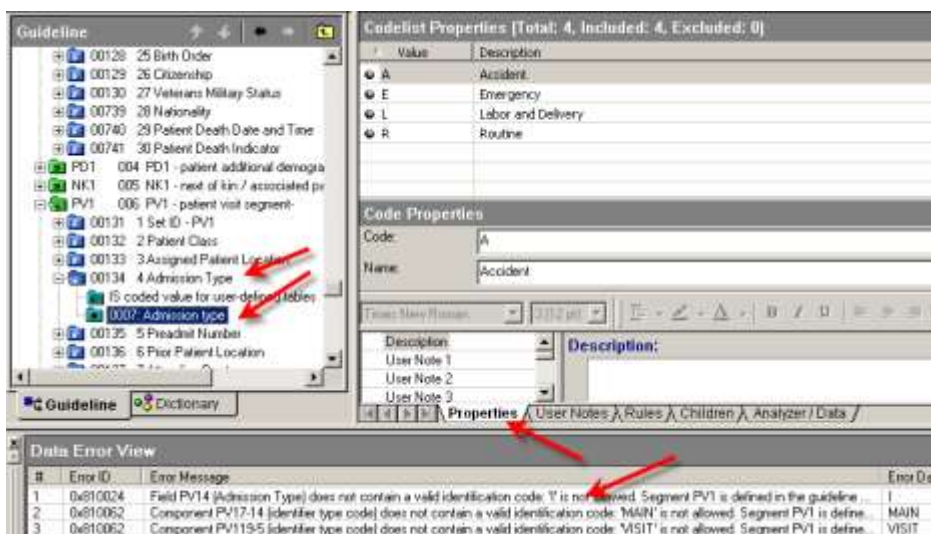 Guideline
00128 25 Birth Order
00129 26 Citizenship
00130 27 Veterans Military Status
00739 28 Nationality
00740 29 Patient Death Date and Time
00741 30 Patient Death Indicator
PD1 004 PD1 - patient additional demogra
NK1 005 NK1 - next of kin / associated pa
PV1 006 PV1 - patient visit segment-
00131 1 Set ID - PV1
00132 2 Patient Class
00133 3 Assigned Patient Location
00134 4 Admission Type
IS coded value for user-defined tables
0007: Admission type
00135 5 Preadmit Number
00136 6 Prior Patient Location
Guideline Dictionary
Codelist Properties [Total: 4, Included: 4, Excluded: 0]
Value Description
A Accident
E Emergency
L Labor and Delivery
R Routine
Code Properties
Code: A
Name: Accident
Times New Roman
B I U
Description
User Note 1
User Note 2
User Note 3
Description:
Properties User Notes Rules Children Analyzer / Data
Data Error View
# Error ID Error Message Error Da
1 0x810024 Field PV14 (Admission Type) does not contain a valid identification code: 'I' is not allowed. Segment PV1 is defined in the guideline ... I
2 0x810062 Component PV17-14 (identifier type code) does not contain a valid identification code: 'MAIN' is not allowed. Segment PV1 is define... MAIN
3 0x810062 Component PV119-5 (identifier type code) does not contain a valid identification code: 'VISIT' is not allowed. Segment PV1 is define... VISIT